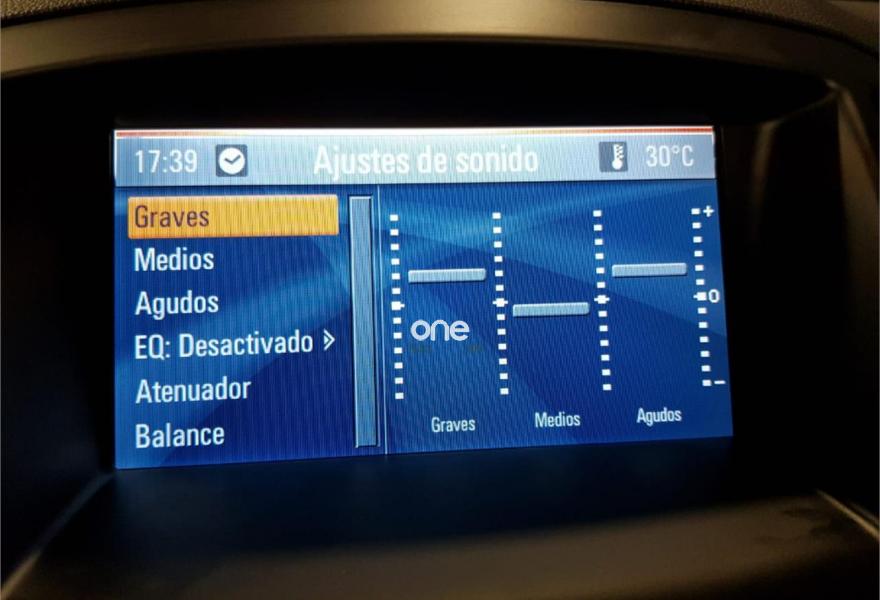 17:39 Ajustes de sonido 30°C
Graves
Medios
Agudos
EQ: Desactivado »
Atenuador
Balance
+
0
−
one
Graves Medios Agudos